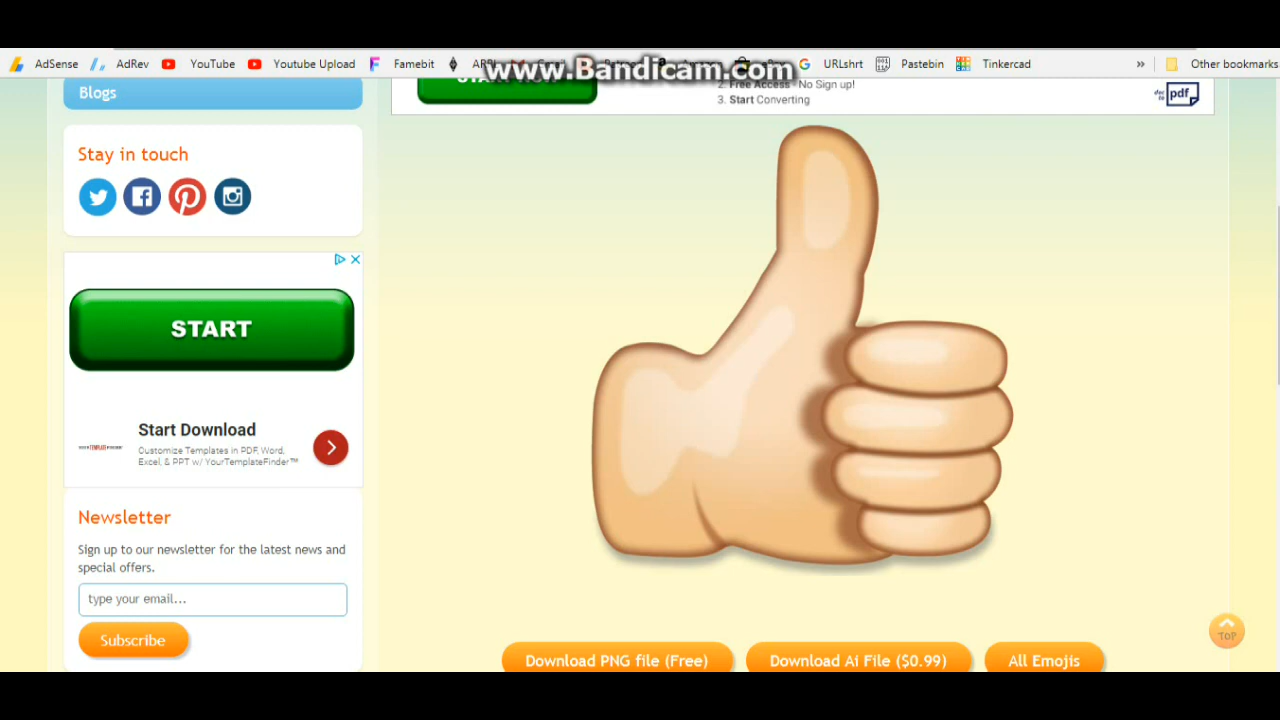 www.Bandicam.com
AdSense
AdRev
YouTube
Youtube Upload
Famebit
URLshrt
Pastebin
Tinkercad
»
Other bookmarks
Blogs
2. Free Access - No Sign up!
3. Start Converting
doc to pdf
Stay in touch
START
Start Download
Customize Templates in PDF, Word,
Excel, & PPT w/ YourTemplateFinder™
Newsletter
Sign up to our newsletter for the latest news and
special offers.
type your email...
Subscribe
TOP
Download PNG file (Free)
Download Ai File ($0.99)
All Emojis